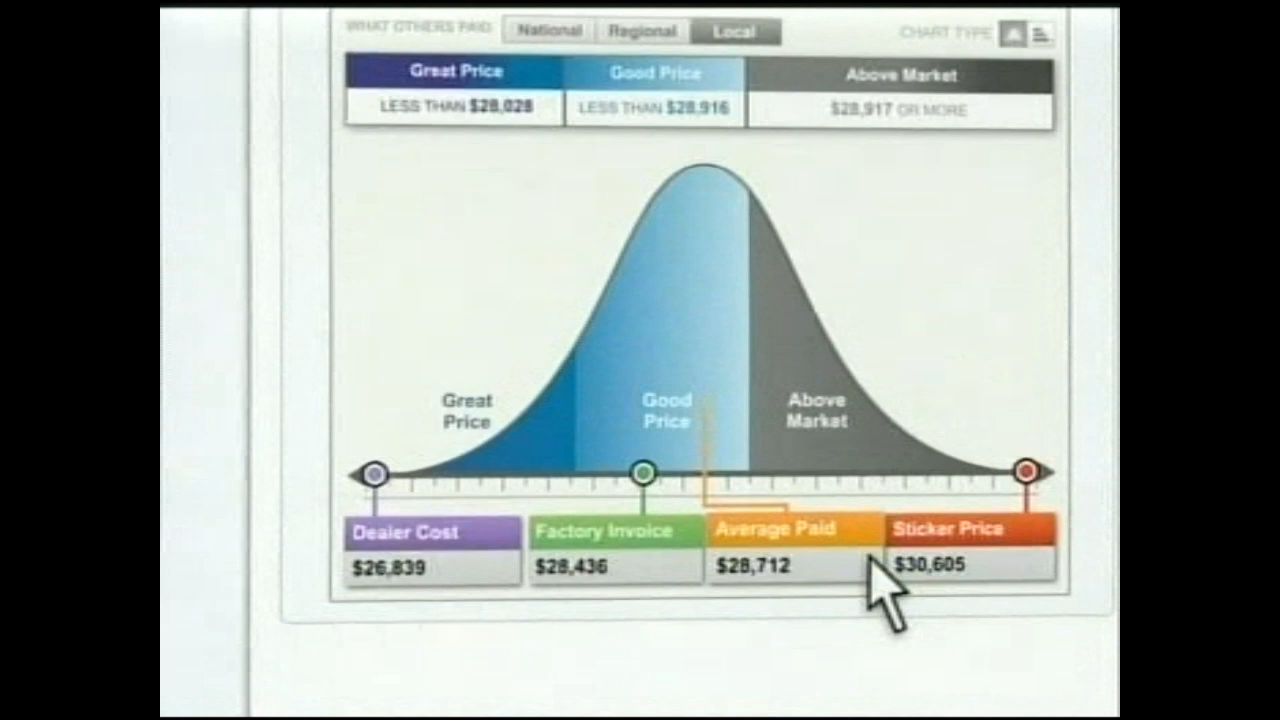 WHAT OTHERS PAID National Regional Local CHART TYPE
Great Price Good Price Above Market
LESS THAN $28,028 LESS THAN $28,916 $28,917 OR MORE
Great Good Above
Price Price Market
Dealer Cost Factory Invoice Average Paid Sticker Price
$26,839 $28,436 $28,712 $30,605